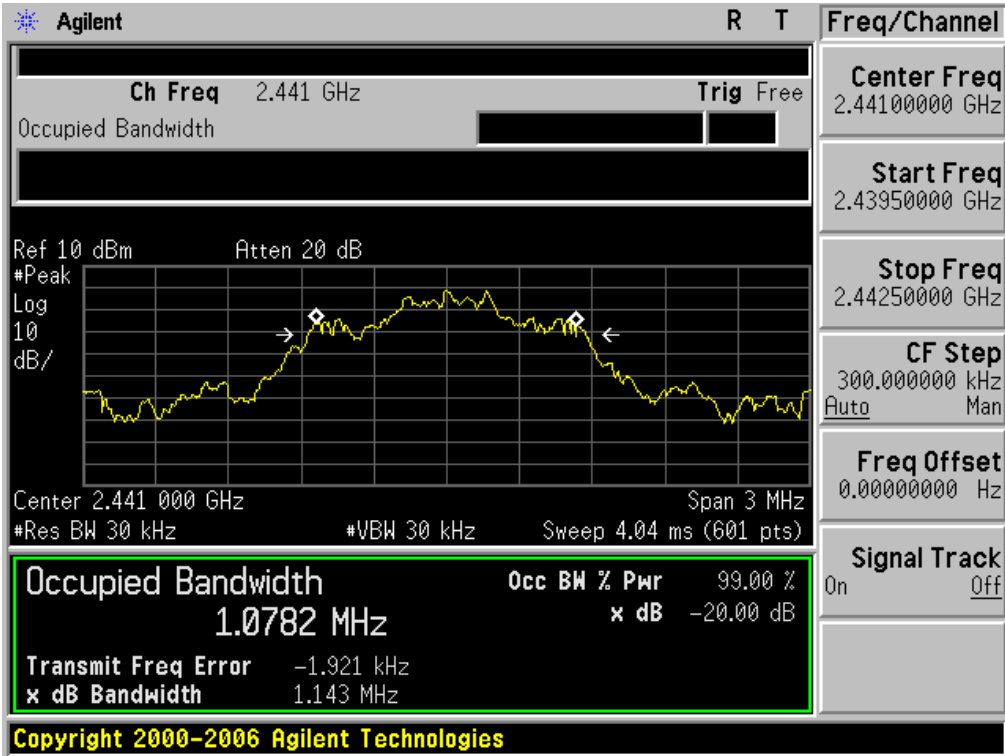 Agilent R T
Ch Freq 2.441 GHz Trig Free
Occupied Bandwidth
Ref 10 dBm Atten 20 dB
#Peak
Log
10
dB/
Center 2.441 000 GHz Span 3 MHz
#Res BW 30 kHz #VBW 30 kHz Sweep 4.04 ms (601 pts)
Occupied Bandwidth
1.0782 MHz
Occ BW % Pwr 99.00 %
x dB -20.00 dB
Transmit Freq Error -1.921 kHz
x dB Bandwidth 1.143 MHz
Copyright 2000-2006 Agilent Technologies
Freq/Channel
Center Freq
2.44100000 GHz
Start Freq
2.43950000 GHz
Stop Freq
2.44250000 GHz
CF Step
300.000000 kHz
Auto Man
Freq Offset
0.00000000 Hz
Signal Track
On Off